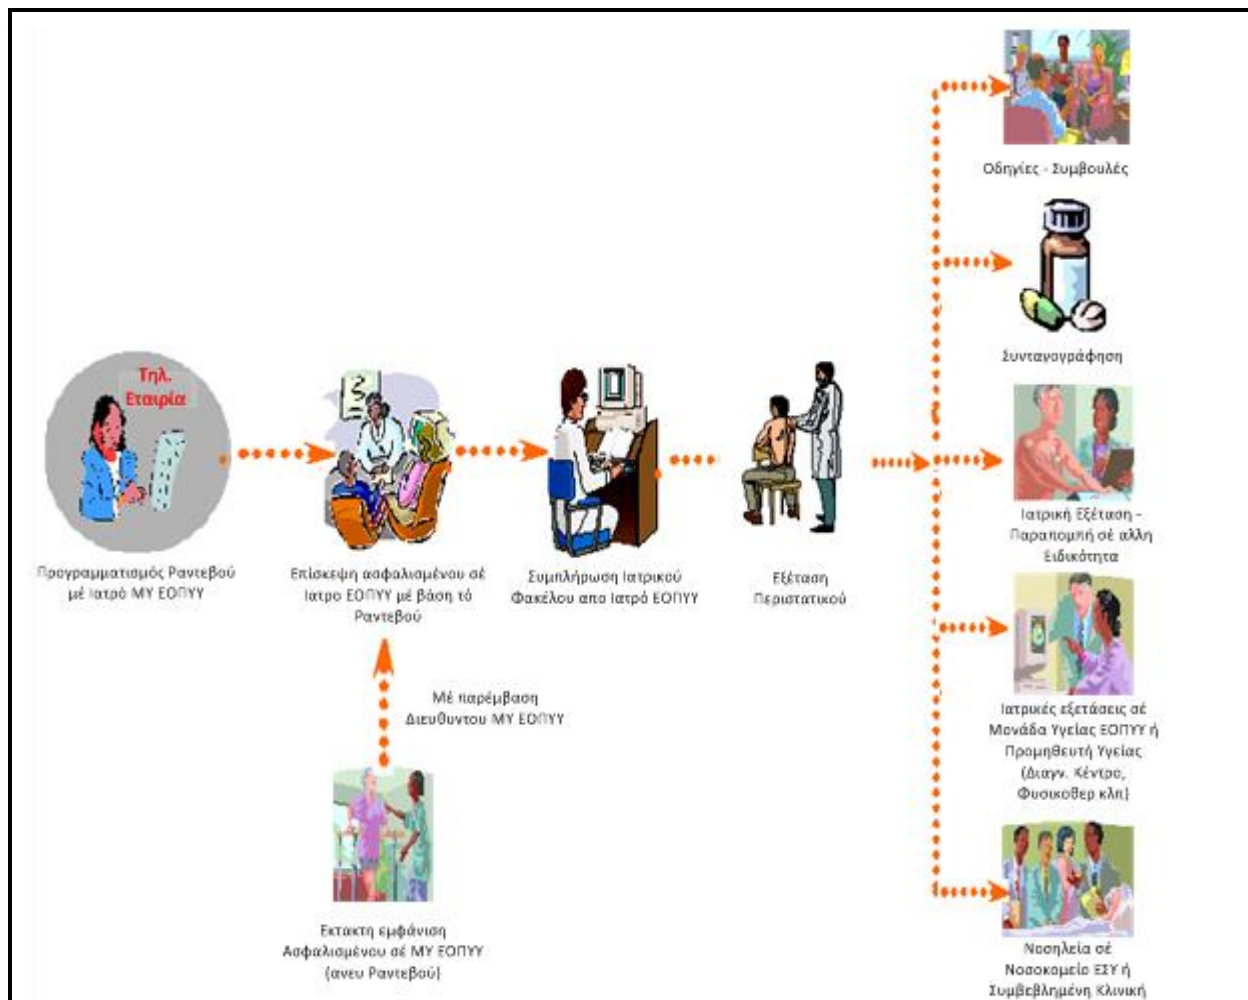 Τηλ.
Εταιρία
Προγραμματισμός Ραντεβού
μέ Ιατρό ΜΥ ΕΟΠΥΥ
Επίσκεψη ασφαλισμένου σέ
Ιατρο ΕΟΠΥΥ μέ βάση τό
Ραντεβού
Συμπλήρωση Ιατρικού
Φακέλου απο Ιατρό ΕΟΠΥΥ
Εξέταση
Περιστατικού
Μέ παρέμβαση
Διευθυντου ΜΥ ΕΟΠΥΥ
Εκτακτη εμφάνιση
Ασφαλισμένου σέ ΜΥ ΕΟΠΥΥ
(ανευ Ραντεβού)
Οδηγίες - Συμβουλές
Συνταγογράφηση
Ιατρική Εξέταση -
Παραπομπή σέ αλλη
Ειδικότητα
Ιατρικές εξετάσεις σέ
Μονάδα Υγείας ΕΟΠΥΥ ή
Προμηθευτή Υγείας
(Διαγν. Κέντρο,
Φυσικοθερ κλπ)
Νοσηλεία σέ
Νοσοκομείο ΕΣΥ ή
Συμβεβλημένη Κλινική